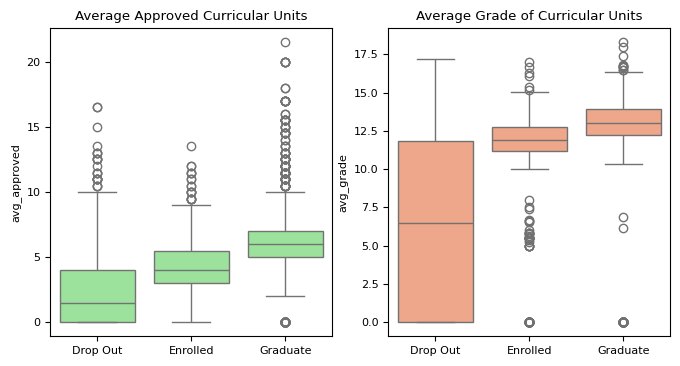 Average Approved Curricular Units
avg_approved
20
15
10
5
0
Drop Out
Enrolled
Graduate
Average Grade of Curricular Units
avg_grade
17.5
15.0
12.5
10.0
7.5
5.0
2.5
0.0
Drop Out
Enrolled
Graduate